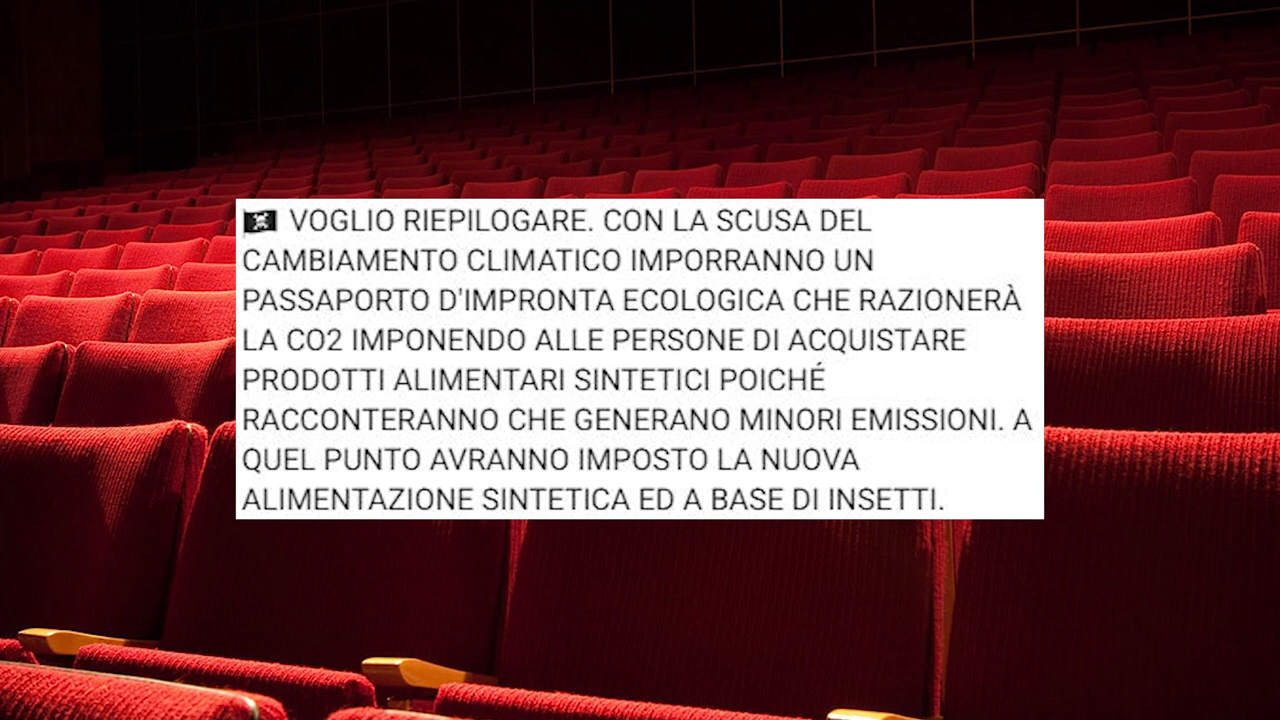 🏴‍☠️ VOGLIO RIEPILOGARE. CON LA SCUSA DEL
CAMBIAMENTO CLIMATICO IMPORRANNO UN
PASSAPORTO D'IMPRONTA ECOLOGICA CHE RAZIONERÀ
LA CO2 IMPONENDO ALLE PERSONE DI ACQUISTARE
PRODOTTI ALIMENTARI SINTETICI POICHÉ
RACCONTERANNO CHE GENERANO MINORI EMISSIONI. A
QUEL PUNTO AVRANNO IMPOSTO LA NUOVA
ALIMENTAZIONE SINTETICA ED A BASE DI INSETTI.